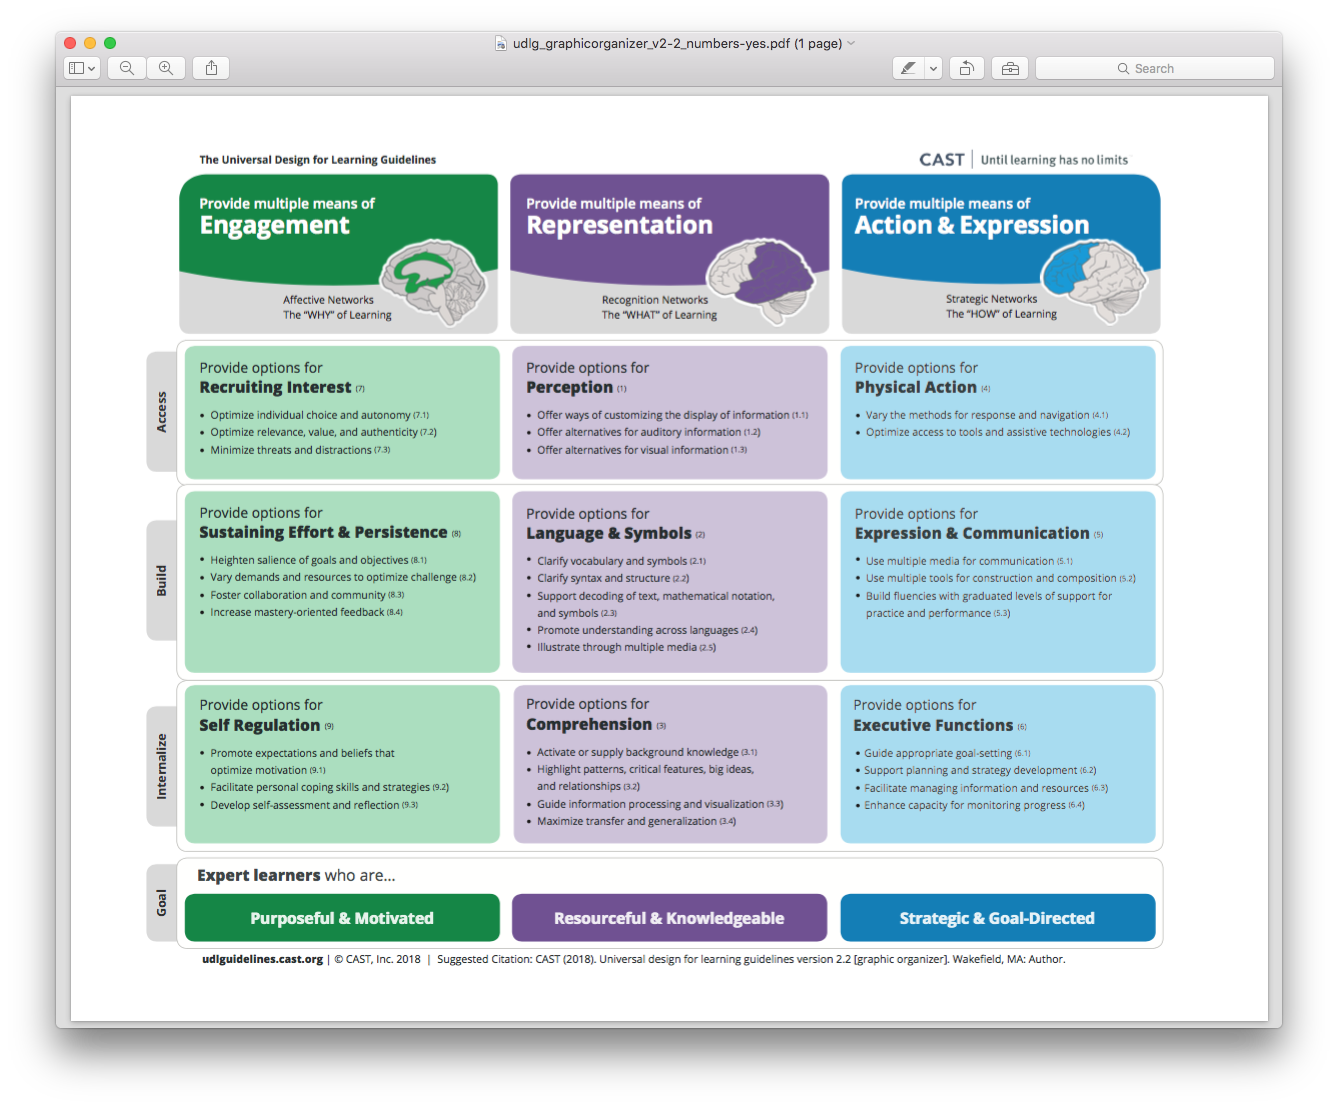 udlg_graphicorganizer_v2-2_numbers-yes.pdf (1 page)
Search
The Universal Design for Learning Guidelines
CAST | Until learning has no limits
Provide multiple means of
Engagement
Affective Networks
The “WHY” of Learning
Provide multiple means of
Representation
Recognition Networks
The “WHAT” of Learning
Provide multiple means of
Action & Expression
Strategic Networks
The “HOW” of Learning
Access
Provide options for
Recruiting Interest (7)
• Optimize individual choice and autonomy (7.1)
• Optimize relevance, value, and authenticity (7.2)
• Minimize threats and distractions (7.3)
Provide options for
Perception (1)
• Offer ways of customizing the display of information (1.1)
• Offer alternatives for auditory information (1.2)
• Offer alternatives for visual information (1.3)
Provide options for
Physical Action (4)
• Vary the methods for response and navigation (4.1)
• Optimize access to tools and assistive technologies (4.2)
Build
Provide options for
Sustaining Effort & Persistence (8)
• Heighten salience of goals and objectives (8.1)
• Vary demands and resources to optimize challenge (8.2)
• Foster collaboration and community (8.3)
• Increase mastery-oriented feedback (8.4)
Provide options for
Language & Symbols (2)
• Clarify vocabulary and symbols (2.1)
• Clarify syntax and structure (2.2)
• Support decoding of text, mathematical notation,
and symbols (2.3)
• Promote understanding across languages (2.4)
• Illustrate through multiple media (2.5)
Provide options for
Expression & Communication (5)
• Use multiple media for communication (5.1)
• Use multiple tools for construction and composition (5.2)
• Build fluencies with graduated levels of support for
practice and performance (5.3)
Internalize
Provide options for
Self Regulation (9)
• Promote expectations and beliefs that
optimize motivation (9.1)
• Facilitate personal coping skills and strategies (9.2)
• Develop self-assessment and reflection (9.3)
Provide options for
Comprehension (3)
• Activate or supply background knowledge (3.1)
• Highlight patterns, critical features, big ideas,
and relationships (3.2)
• Guide information processing and visualization (3.3)
• Maximize transfer and generalization (3.4)
Provide options for
Executive Functions (6)
• Guide appropriate goal-setting (6.1)
• Support planning and strategy development (6.2)
• Facilitate managing information and resources (6.3)
• Enhance capacity for monitoring progress (6.4)
Goal
Expert learners who are...
Purposeful & Motivated
Resourceful & Knowledgeable
Strategic & Goal-Directed
udlguidelines.cast.org | © CAST, Inc. 2018 | Suggested Citation: CAST (2018). Universal design for learning guidelines version 2.2 [graphic organizer]. Wakefield, MA: Author.